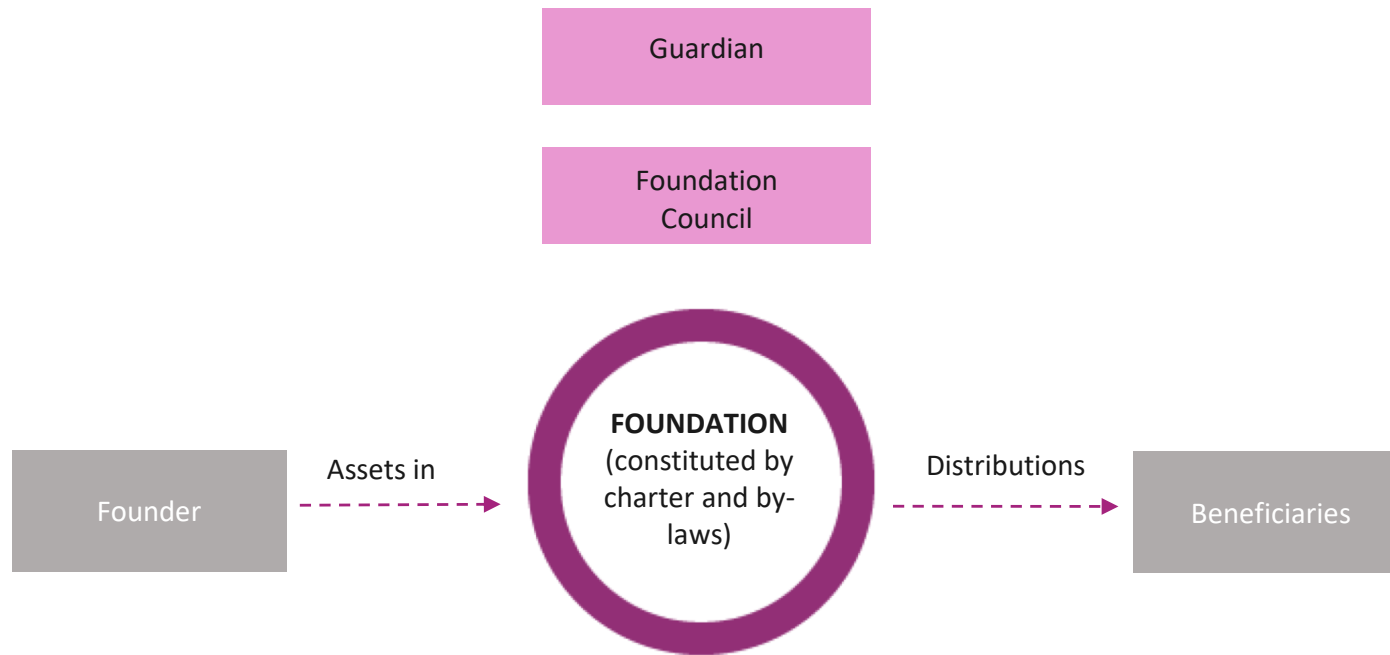 Guardian
Foundation
Council
FOUNDATION
(constituted by
charter and by-
laws)
Assets in
Distributions
Founder
Beneficiaries